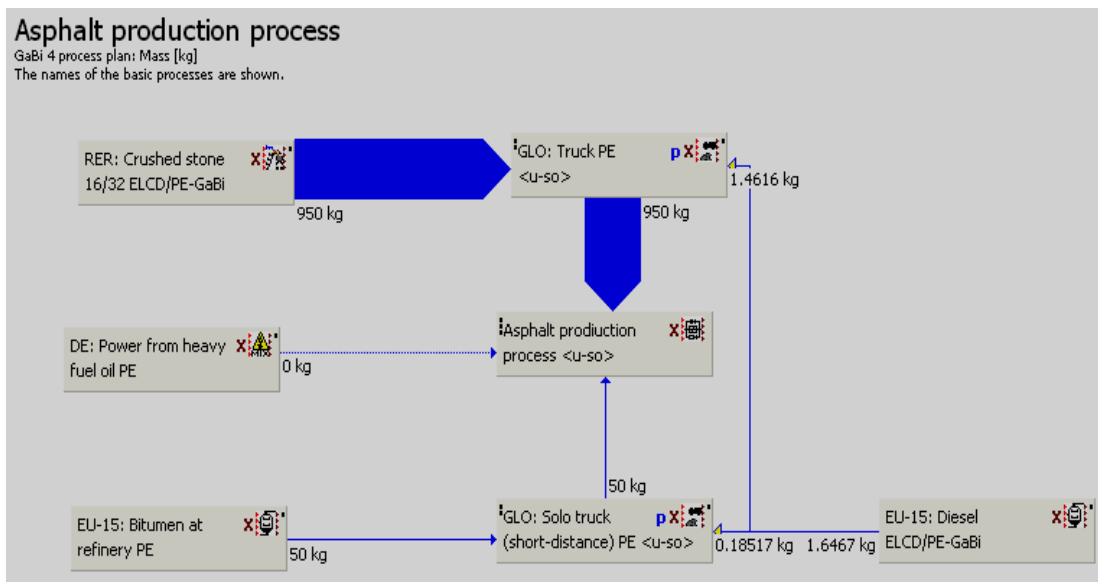 Asphalt production process
GaBi 4 process plan: Mass [kg]
The names of the basic processes are shown.
RER: Crushed stone
16/32 ELCD/PE-GaBi
950 kg
GLO: Truck PE
<u-so>
pX
1.4616 kg
950 kg
DE: Power from heavy
fuel oil PE
X
MIX
0 kg
Asphalt production
process <u-so>
X
50 kg
EU-15: Bitumen at
refinery PE
X
50 kg
GLO: Solo truck
(short-distance) PE <u-so>
pX
0.18517 kg
1.6467 kg
EU-15: Diesel
ELCD/PE-GaBi
X